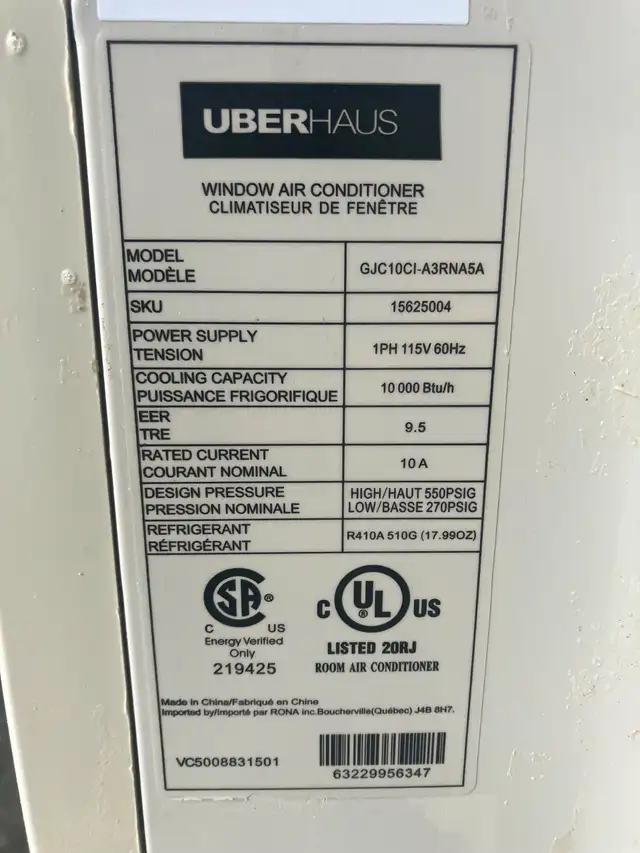 UBERHAUS
WINDOW AIR CONDITIONER
CLIMATISEUR DE FENÊTRE
MODEL
MODÈLE
GJC10CI-A3RNA5A
SKU
15625004
POWER SUPPLY
TENSION
1PH 115V 60Hz
COOLING CAPACITY
PUISSANCE FRIGORIFIQUE
10 000 Btu/h
EER
TRE
9.5
RATED CURRENT
COURANT NOMINAL
10 A
DESIGN PRESSURE
PRESSION NOMINALE
HIGH/HAUT 550PSIG
LOW/BASSE 270PSIG
REFRIGERANT
RÉFRIGÉRANT
R410A 510G (17.99OZ)
SA ®
C US
Energy Verified
Only
219425
C UL ® US
LISTED 20RJ
ROOM AIR CONDITIONER
Made in China/Fabriqué en Chine
Imported by/Importé par RONA inc.Boucherville(Québec) J4B 8H7.
VC5008831501
63229956347